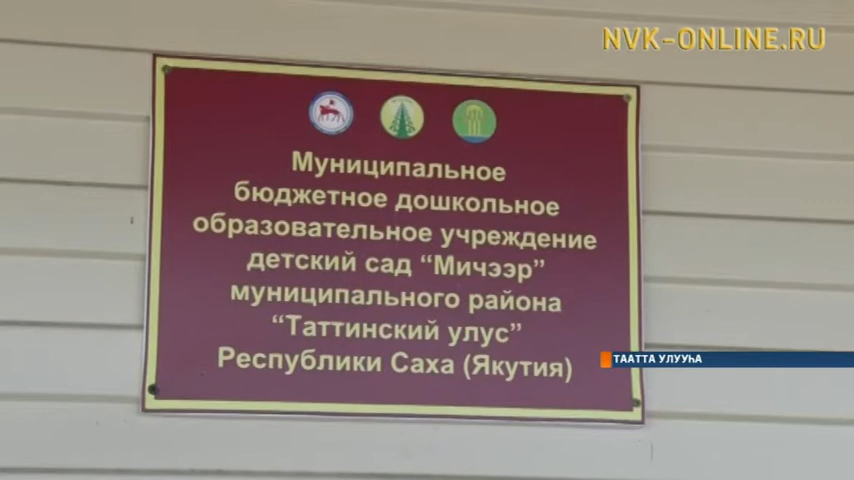 NVK-ONLINE.RU
Муниципальное
бюджетное дошкольное
образовательное учреждение
детский сад “Мичээр”
муниципального района
“Таттинский улус”
Республики Саха (Якутия)
ТААТТА УЛУУҺА